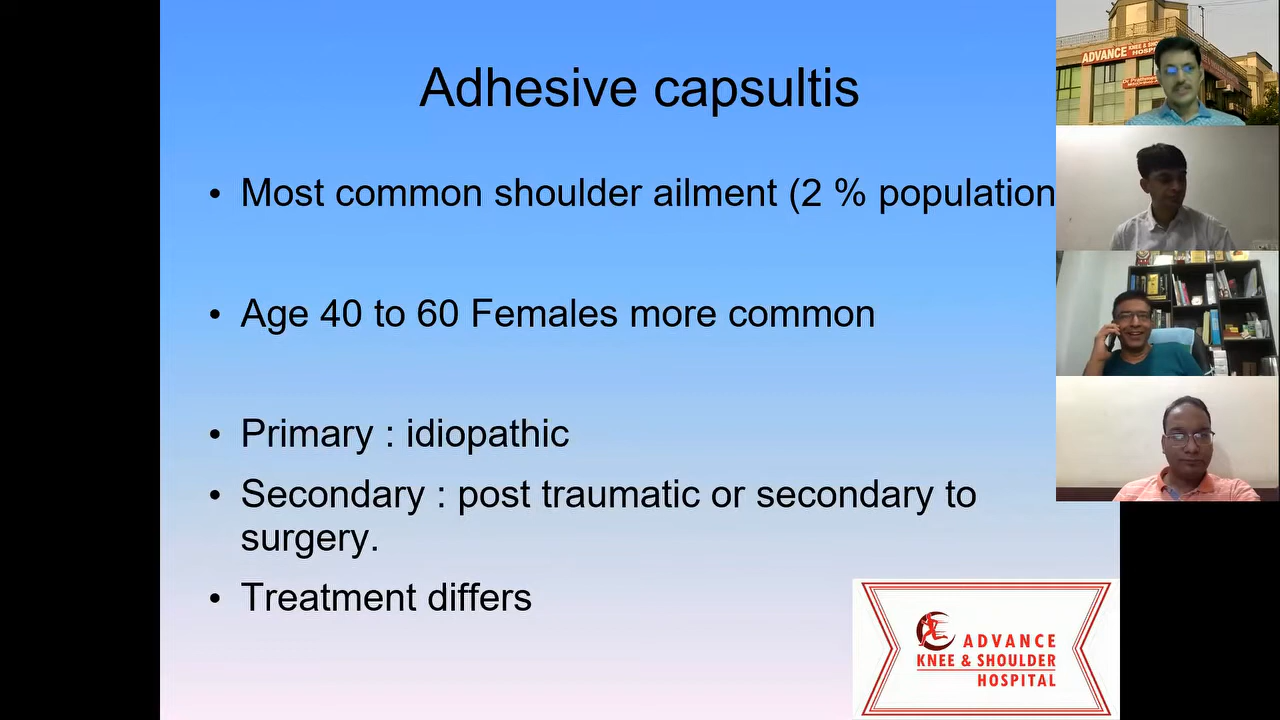 Adhesive capsultis
• Most common shoulder ailment (2 % population
• Age 40 to 60 Females more common
• Primary : idiopathic
• Secondary : post traumatic or secondary to
surgery.
• Treatment differs
ADVANCE
KNEE & SHOULDER
HOSPITAL
ADVANCE